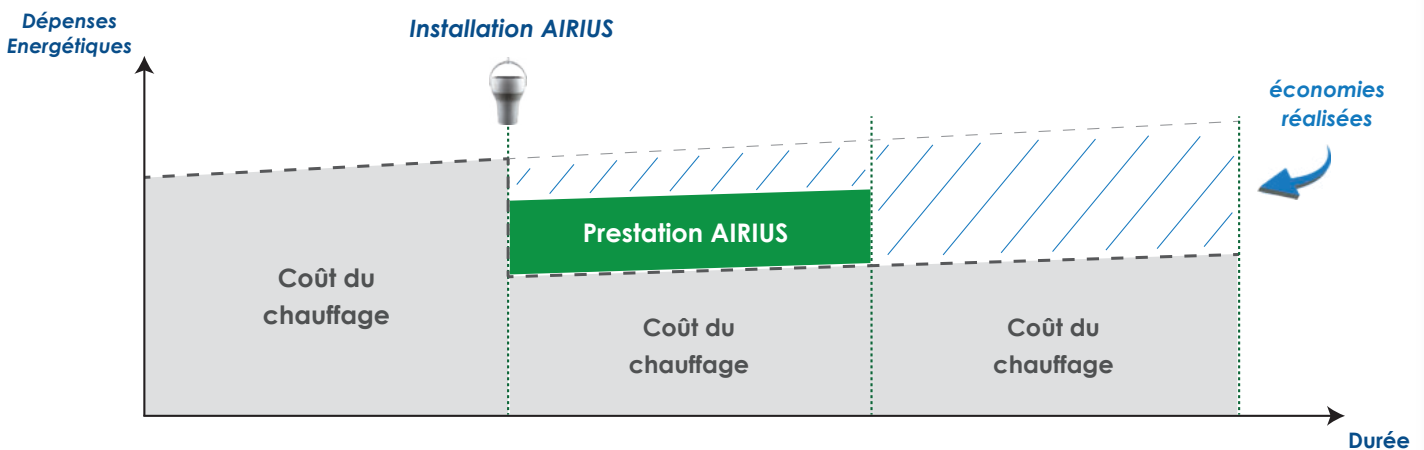 Dépenses
Energétiques
Installation AIRIUS
économies
réalisées
Prestation AIRIUS
Coût du
chauffage
Coût du
chauffage
Coût du
chauffage
Durée